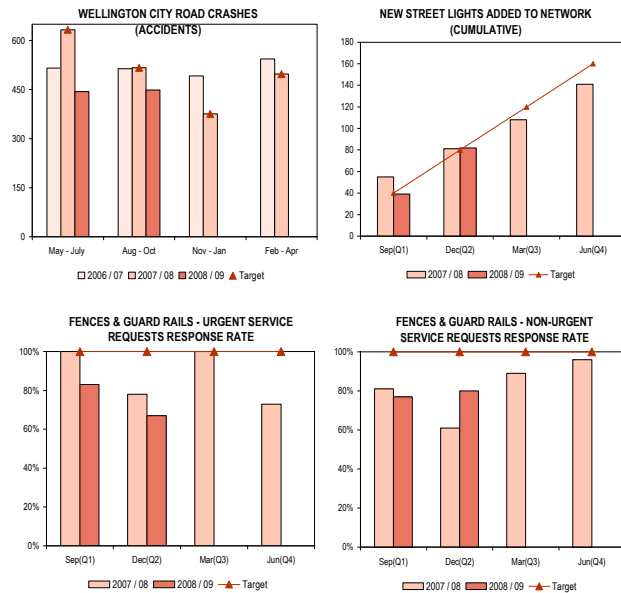 WELLINGTON CITY ROAD CRASHES
(ACCIDENTS)
600
450
300
150
0
May - July
Aug - Oct
Nov - Jan
Feb - Apr
2006 / 07
2007 / 08
2008 / 09
Target
NEW STREET LIGHTS ADDED TO NETWORK
(CUMULATIVE)
180
160
140
120
100
80
60
40
20
0
Sep(Q1)
Dec(Q2)
Mar(Q3)
Jun(Q4)
2007 / 08
2008 / 09
Target
FENCES & GUARD RAILS - URGENT SERVICE
REQUESTS RESPONSE RATE
100%
80%
60%
40%
20%
0%
Sep(Q1)
Dec(Q2)
Mar(Q3)
Jun(Q4)
2007 / 08
2008 / 09
Target
FENCES & GUARD RAILS - NON-URGENT
SERVICE REQUESTS RESPONSE RATE
100%
80%
60%
40%
20%
0%
Sep(Q1)
Dec(Q2)
Mar(Q3)
Jun(Q4)
2007 / 08
2008 / 09
Target